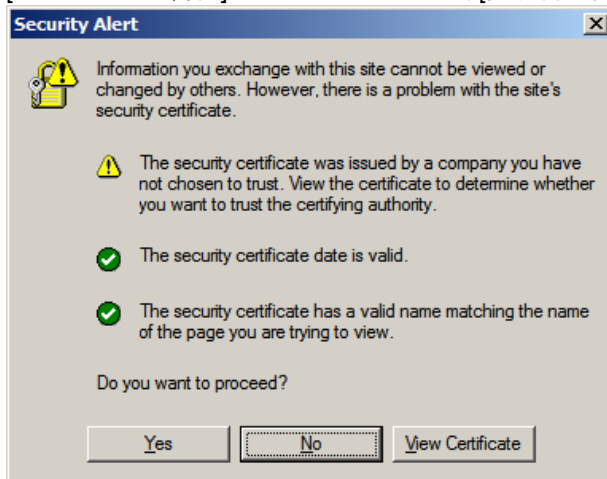 Security Alert
Information you exchange with this site cannot be viewed or
changed by others. However, there is a problem with the site's
security certificate.
The security certificate was issued by a company you have
not chosen to trust. View the certificate to determine whether
you want to trust the certifying authority.
The security certificate date is valid.
The security certificate has a valid name matching the name
of the page you are trying to view.
Do you want to proceed?
Yes No View Certificate